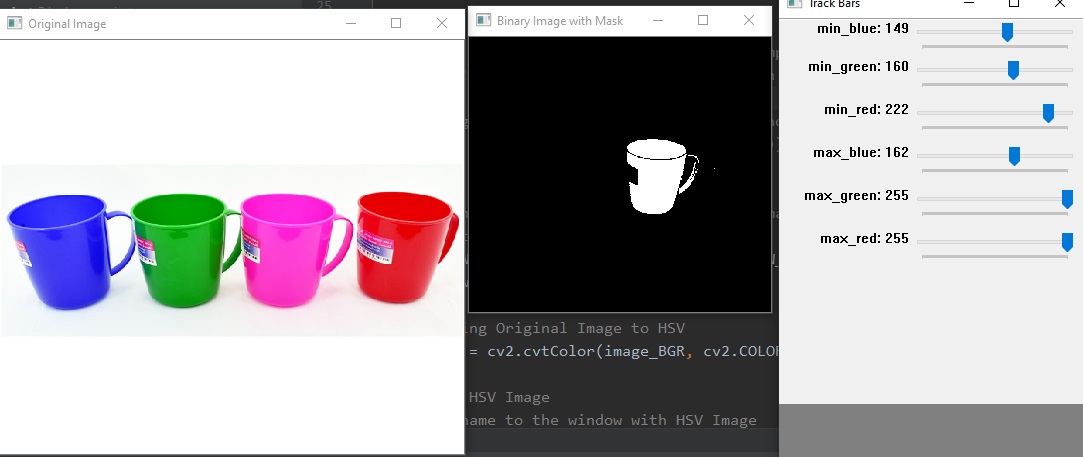 25
Original Image
Binary Image with Mask
Track Bars
min_blue: 149
min_green: 160
min_red: 222
max_blue: 162
max_green: 255
max_red: 255
ing Original Image to HSV
= cv2.cvtColor(image_BGR, cv2.COLO
HSV Image
name to the window with HSV Image